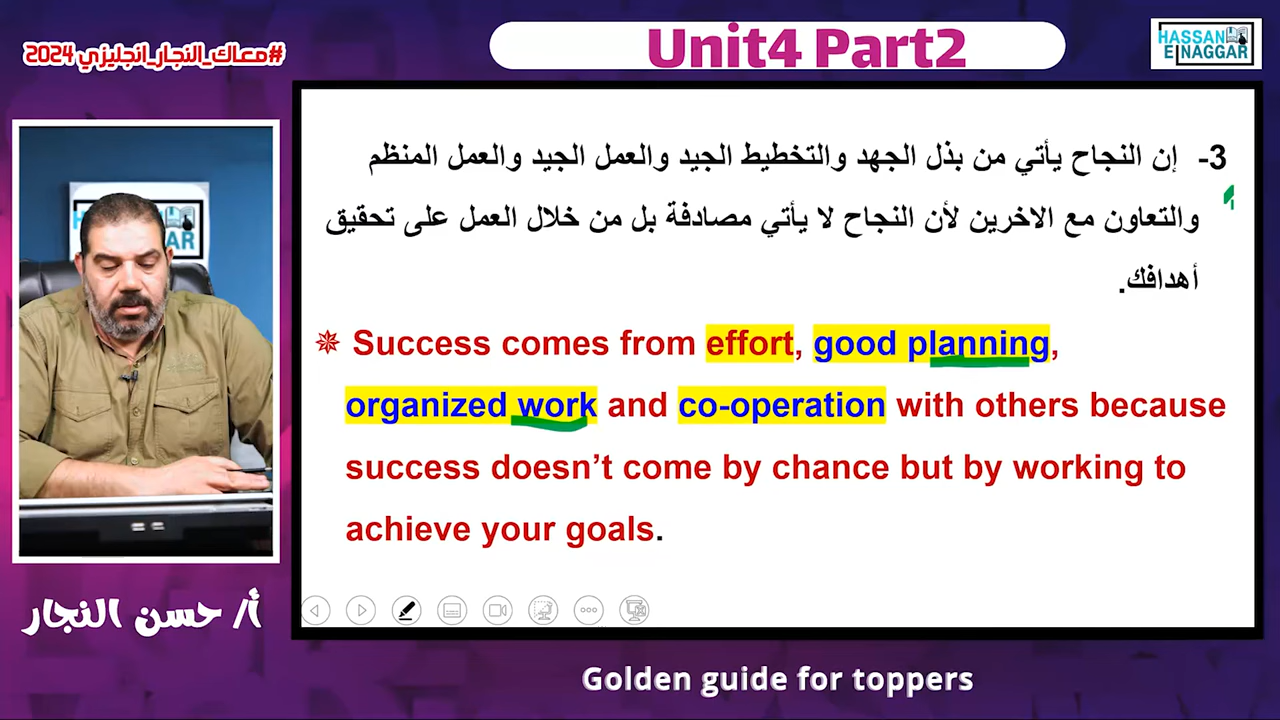 #معاك_النجار_انجليزي 2024
Unit4 Part2
HASSAN
ElNAGGAR
3- إن النجاح يأتي من بذل الجهد والتخطيط الجيد والعمل الجيد والعمل المنظم
والتعاون مع الاخرين لأن النجاح لا يأتي مصادفة بل من خلال العمل على تحقيق
أهدافك.
✵ Success comes from effort, good planning,
organized work and co-operation with others because
success doesn’t come by chance but by working to
achieve your goals.
أ/ حسن النجار
Golden guide for toppers